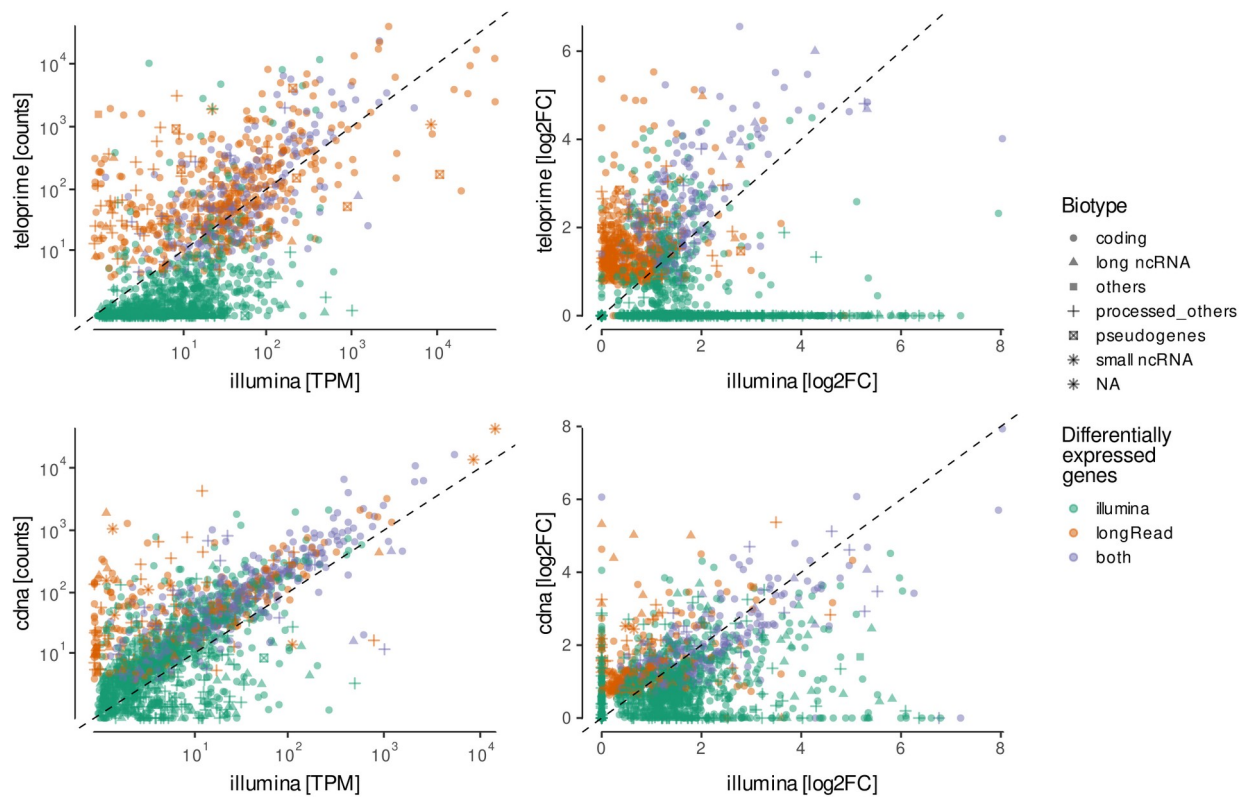 teloprime [counts]
10^4
10^3
10^2
10^1
10^1 10^2 10^3 10^4
illumina [TPM]
teloprime [log2FC]
6
4
2
0
0 2 4 6 8
illumina [log2FC]
cdna [counts]
10^4
10^3
10^2
10^1
10^1 10^2 10^3 10^4
illumina [TPM]
cdna [log2FC]
8
6
4
2
0
0 2 4 6 8
illumina [log2FC]
Biotype
coding
long ncRNA
others
processed_others
pseudogenes
small ncRNA
NA
Differentially
expressed
genes
illumina
longRead
both